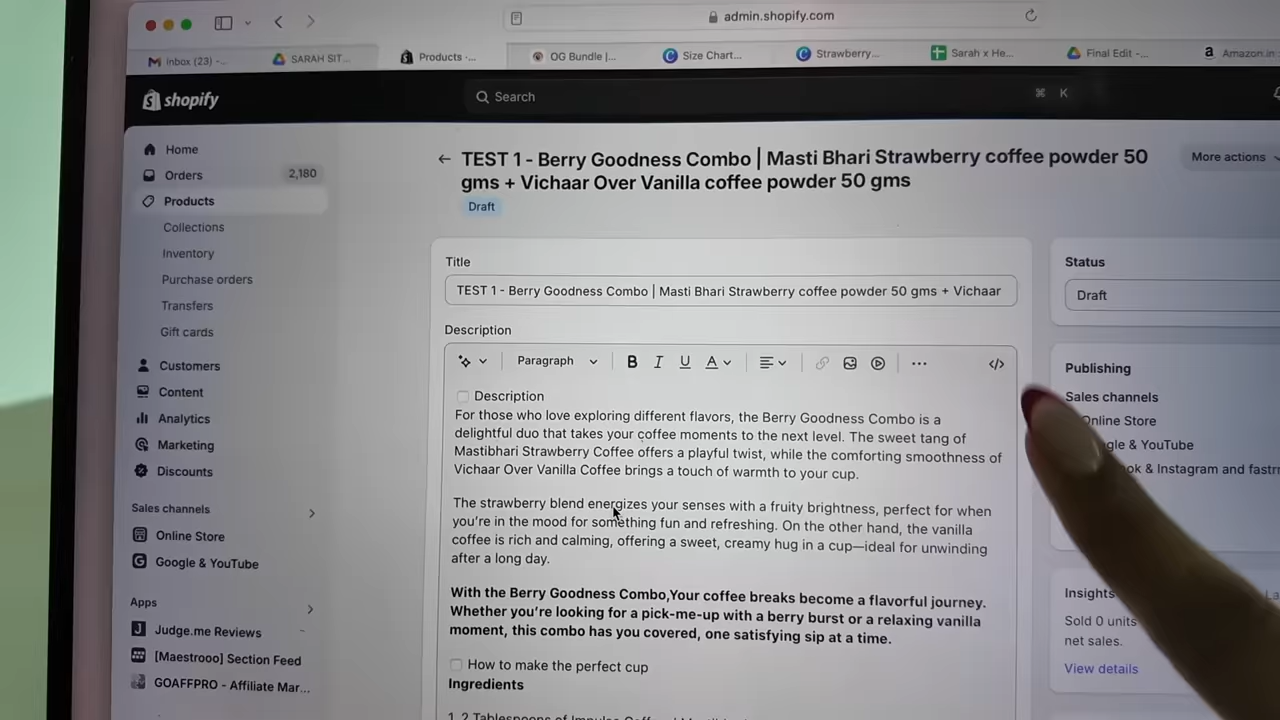 admin.shopify.com
Inbox (23) -...
SARAH SIT...
Products ·...
OG Bundle |...
Size Chart...
Strawberry...
Sarah x He...
Final Edit -...
Amazon.in
shopify
Search
⌘ K
Home
Orders 2,180
Products
Collections
Inventory
Purchase orders
Transfers
Gift cards
Customers
Content
Analytics
Marketing
Discounts
Sales channels
Online Store
Google & YouTube
Apps
Judge.me Reviews
[Maestrooo] Section Feed
GOAFFPRO - Affiliate Mar...
TEST 1 - Berry Goodness Combo | Masti Bhari Strawberry coffee powder 50
gms + Vichaar Over Vanilla coffee powder 50 gms
More actions
Draft
Title
TEST 1 - Berry Goodness Combo | Masti Bhari Strawberry coffee powder 50 gms + Vichaar
Description
Paragraph
B I U A
Description
For those who love exploring different flavors, the Berry Goodness Combo is a
delightful duo that takes your coffee moments to the next level. The sweet tang of
Mastibhari Strawberry Coffee offers a playful twist, while the comforting smoothness of
Vichaar Over Vanilla Coffee brings a touch of warmth to your cup.
The strawberry blend energizes your senses with a fruity brightness, perfect for when
you're in the mood for something fun and refreshing. On the other hand, the vanilla
coffee is rich and calming, offering a sweet, creamy hug in a cup—ideal for unwinding
after a long day.
With the Berry Goodness Combo,Your coffee breaks become a flavorful journey.
Whether you're looking for a pick-me-up with a berry burst or a relaxing vanilla
moment, this combo has you covered, one satisfying sip at a time.
How to make the perfect cup
Ingredients
Status
Draft
Publishing
Sales channels
Online Store
& YouTube
& Instagram and
Insights
Sold 0 units
net sales.
View details